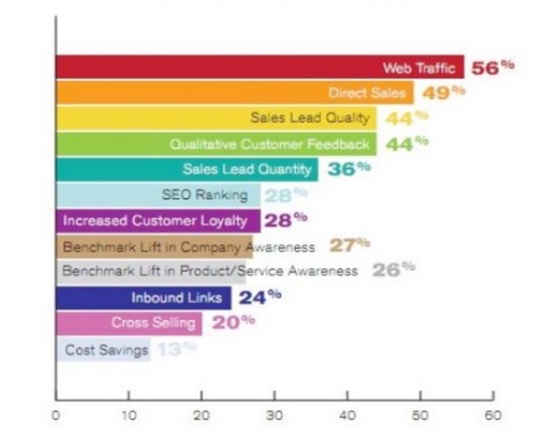 Web Traffic 56%
Direct Sales 49%
Sales Lead Quality 44%
Qualitative Customer Feedback 44%
Sales Lead Quantity 36%
SEO Ranking 28%
Increased Customer Loyalty 28%
Benchmark Lift in Company Awareness 27%
Benchmark Lift in Product/Service Awareness 26%
Inbound Links 24%
Cross Selling 20%
Cost Savings 13%
0 10 20 30 40 50 60